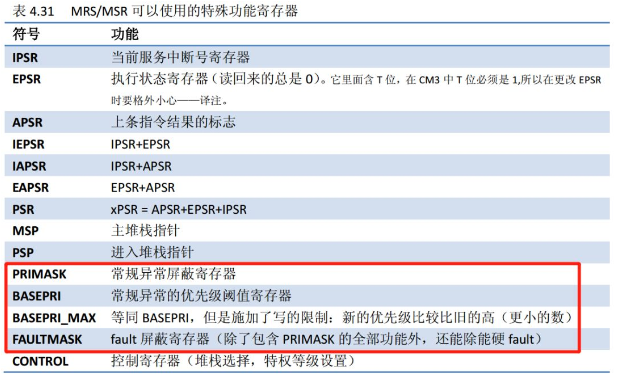 表 4.31 MRS/MSR 可以使用的特殊功能寄存器
符号 功能
IPSR 当前服务中断号寄存器
EPSR 执行状态寄存器（读回来的总是 0）。它里面含 T 位，在 CM3 中 T 位必须是 1,所以在更改 EPSR
时要格外小心——译注。
APSR 上条指令结果的标志
IEPSR IPSR+EPSR
IAPSR IPSR+APSR
EAPSR EPSR+APSR
PSR xPSR = APSR+EPSR+IPSR
MSP 主堆栈指针
PSP 进入堆栈指针
PRIMASK 常规异常屏蔽寄存器
BASEPRI 常规异常的优先级阈值寄存器
BASEPRI_MAX 等同 BASEPRI，但是施加了写的限制：新的优先级比较比旧的高（更小的数）
FAULTMASK fault 屏蔽寄存器（除了包含 PRIMASK 的全部功能外，还能除能硬 fault）
CONTROL 控制寄存器（堆栈选择，特权等级设置）